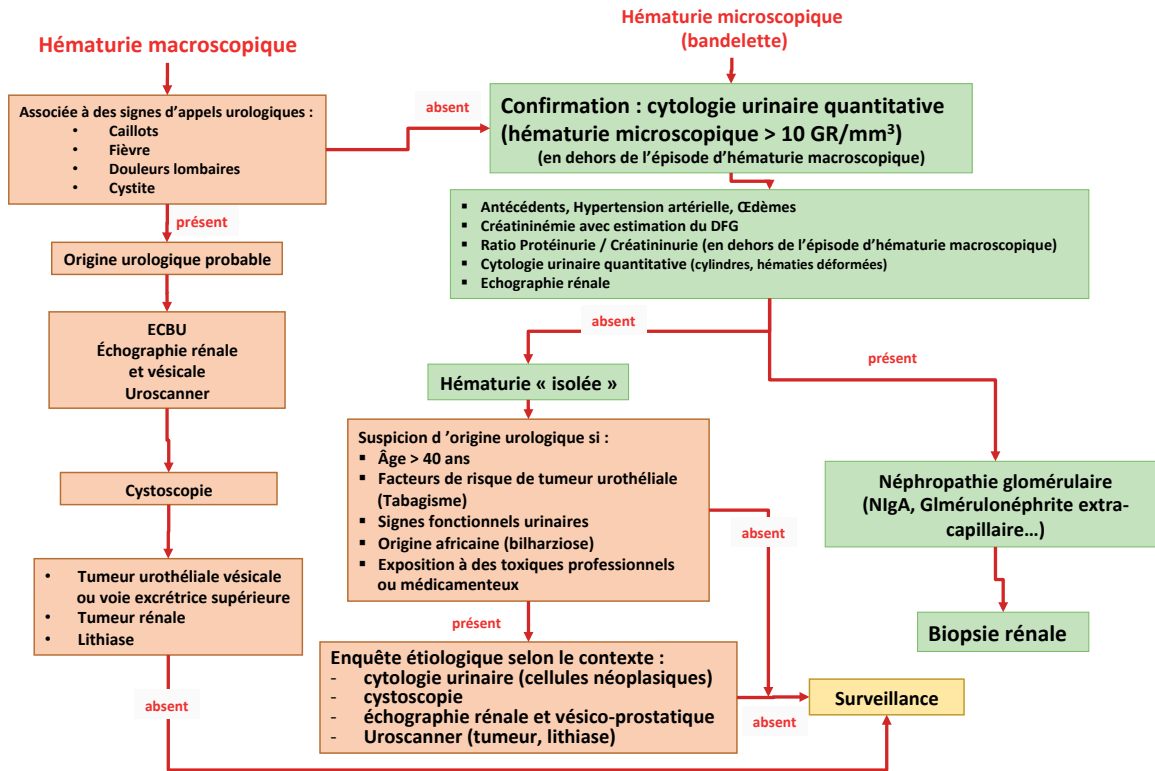 Hématurie macroscopique
Associée à des signes d'appels urologiques :
• Caillots
• Fièvre
• Douleurs lombaires
• Cystite
présent
Origine urologique probable
ECBU
Échographie rénale
et vésicale
Uroscanner
Cystoscopie
• Tumeur urothéliale vésicale
ou voie excrétrice supérieure
• Tumeur rénale
• Lithiase
absent
absent
Hématurie microscopique
(bandelette)
Confirmation : cytologie urinaire quantitative
(hématurie microscopique > 10 GR/mm³)
(en dehors de l'épisode d'hématurie macroscopique)
▪ Antécédents, Hypertension artérielle, Œdèmes
▪ Créatininémie avec estimation du DFG
▪ Ratio Protéinurie / Créatininurie (en dehors de l'épisode d'hématurie macroscopique)
▪ Cytologie urinaire quantitative (cylindres, hématies déformées)
▪ Echographie rénale
absent
Hématurie « isolée »
Suspicion d 'origine urologique si :
▪ Âge > 40 ans
▪ Facteurs de risque de tumeur urothéliale
(Tabagisme)
▪ Signes fonctionnels urinaires
▪ Origine africaine (bilharziose)
▪ Exposition à des toxiques professionnels
ou médicamenteux
présent
Enquête étiologique selon le contexte :
- cytologie urinaire (cellules néoplasiques)
- cystoscopie
- échographie rénale et vésico-prostatique
- Uroscanner (tumeur, lithiase)
absent
absent
Surveillance
présent
Néphropathie glomérulaire
(NIgA, Glmérulonéphrite extra-
capillaire…)
Biopsie rénale